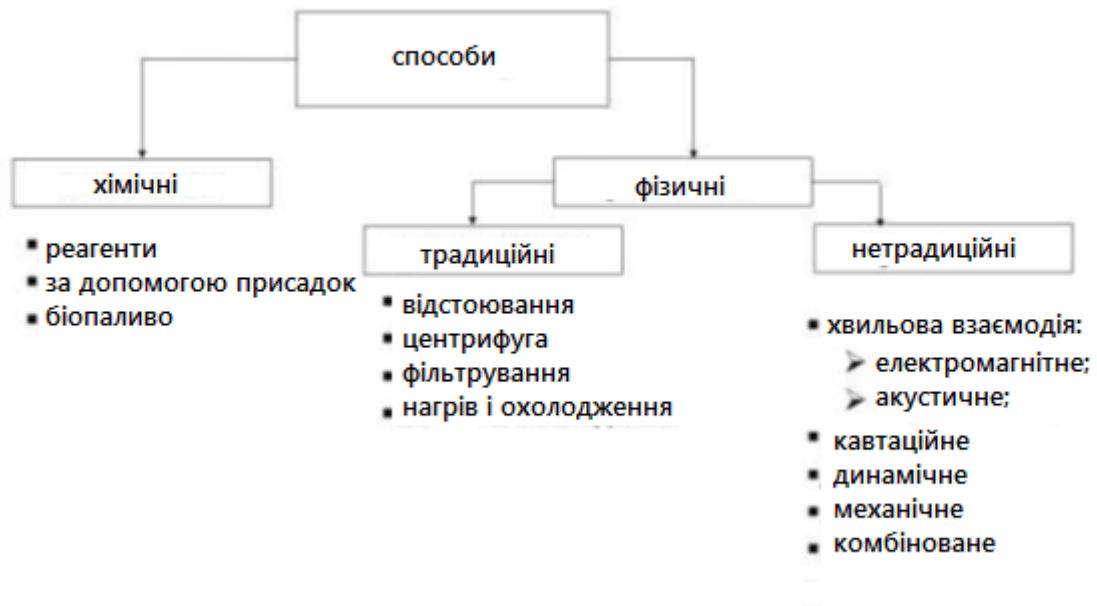 способи
хімічні
фізичні
реагенти
за допомогою присадок
біопаливо
традиційні
відстоювання
центрифуга
фільтрування
нагрів і охолодження
нетрадиційні
хвильова взаємодія:
електромагнітне;
акустичне;
кавтаційне
динамічне
механічне
комбіноване